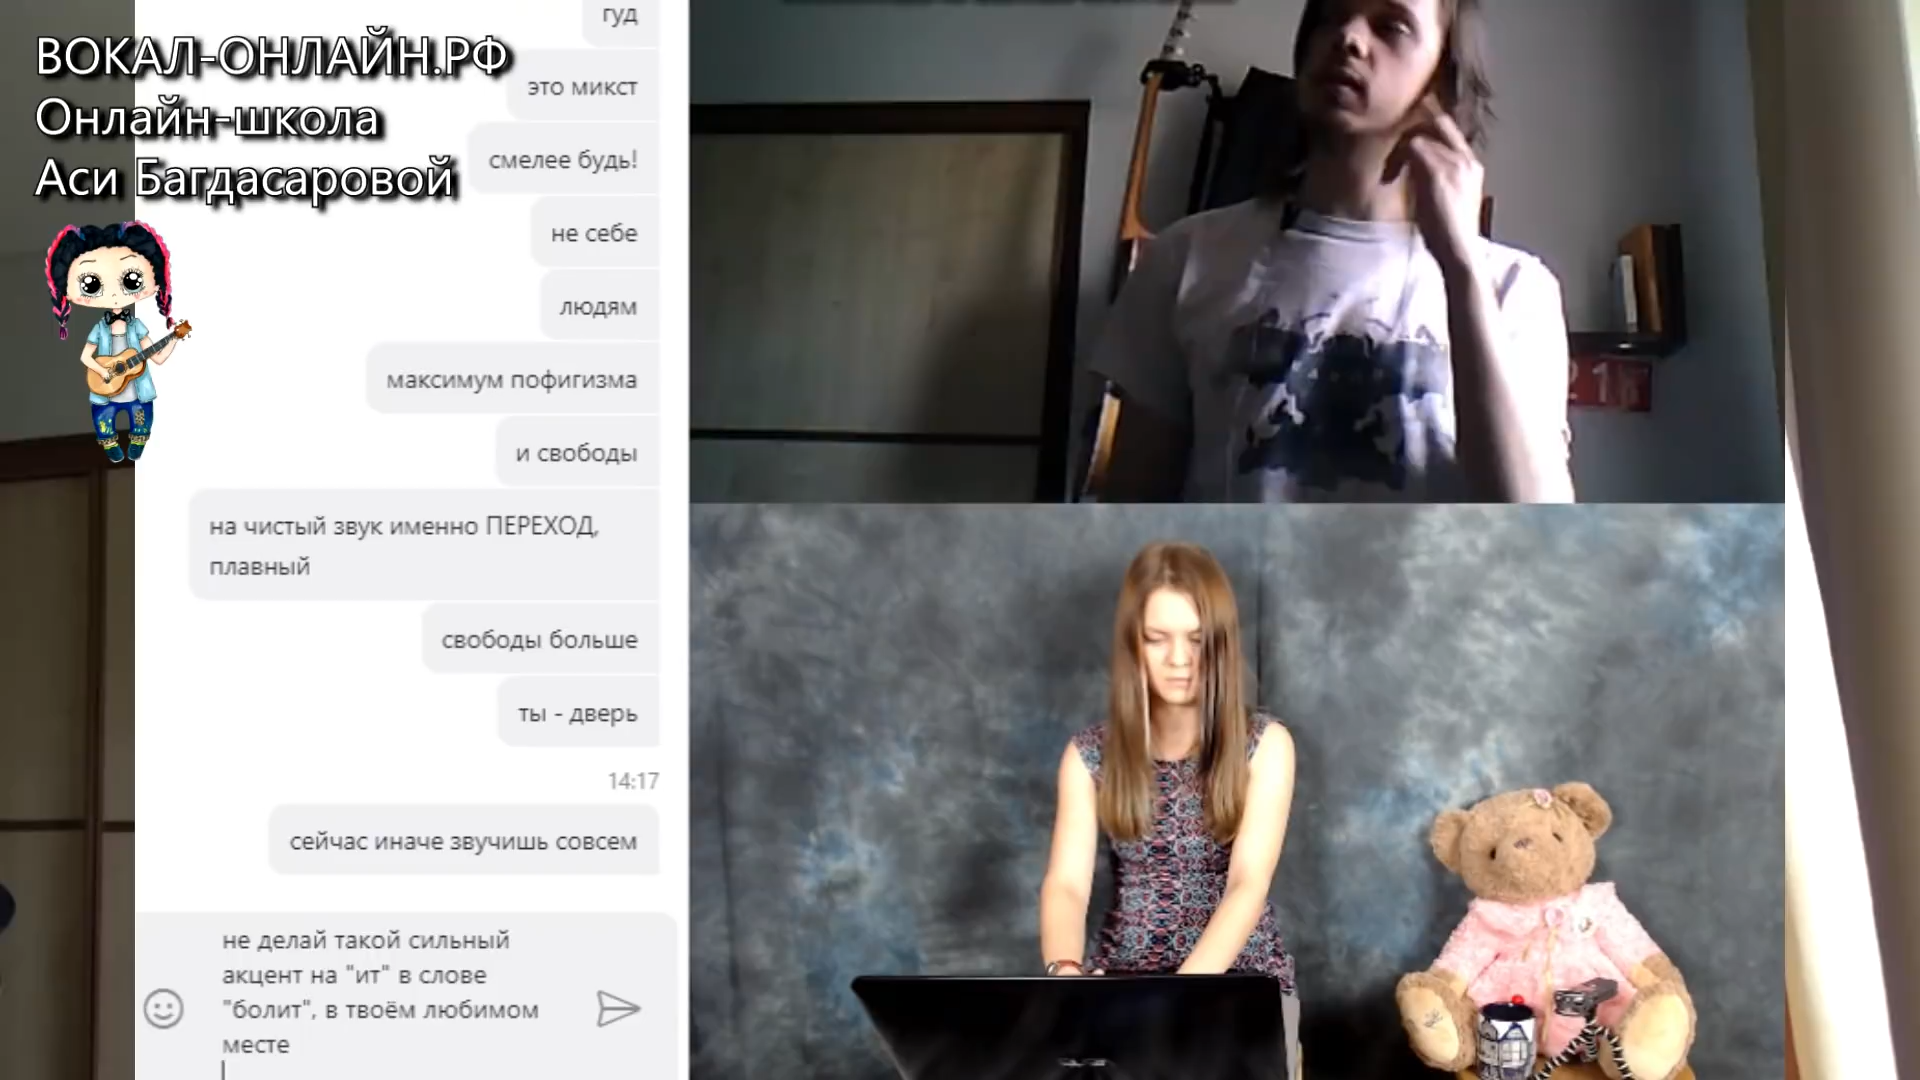 ВОКАЛ-ОНЛАЙН.РФ
Онлайн-школа
Аси Багдасаровой
гуд
это микст
смелее будь!
не себе
людям
максимум пофигизма
и свободы
на чистый звук именно ПЕРЕХОД,
плавный
свободы больше
ты - дверь
14:17
сейчас иначе звучишь совсем
не делай такой сильный
акцент на "ит" в слове
"болит", в твоём любимом
месте